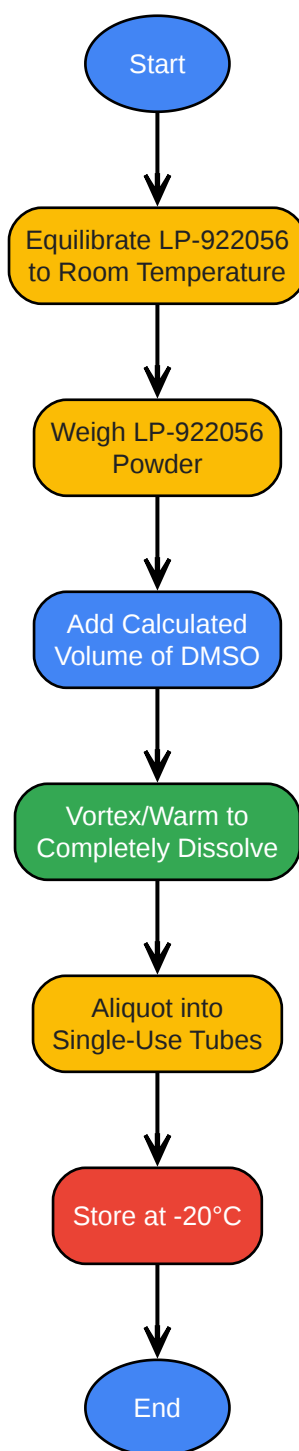 Start
Equilibrate LP-922056
to Room Temperature
Weigh LP-922056
Powder
Add Calculated
Volume of DMSO
Vortex/Warm to
Completely Dissolve
Aliquot into
Single-Use Tubes
Store at -20°C
End